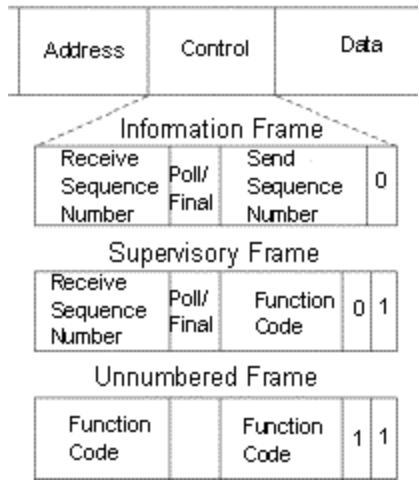 Address Control Data
Information Frame
Receive Sequence Number Poll/ Final Send Sequence Number 0
Supervisory Frame
Receive Sequence Number Poll/ Final Function Code 0 1
Unnumbered Frame
Function Code Function Code 1 1